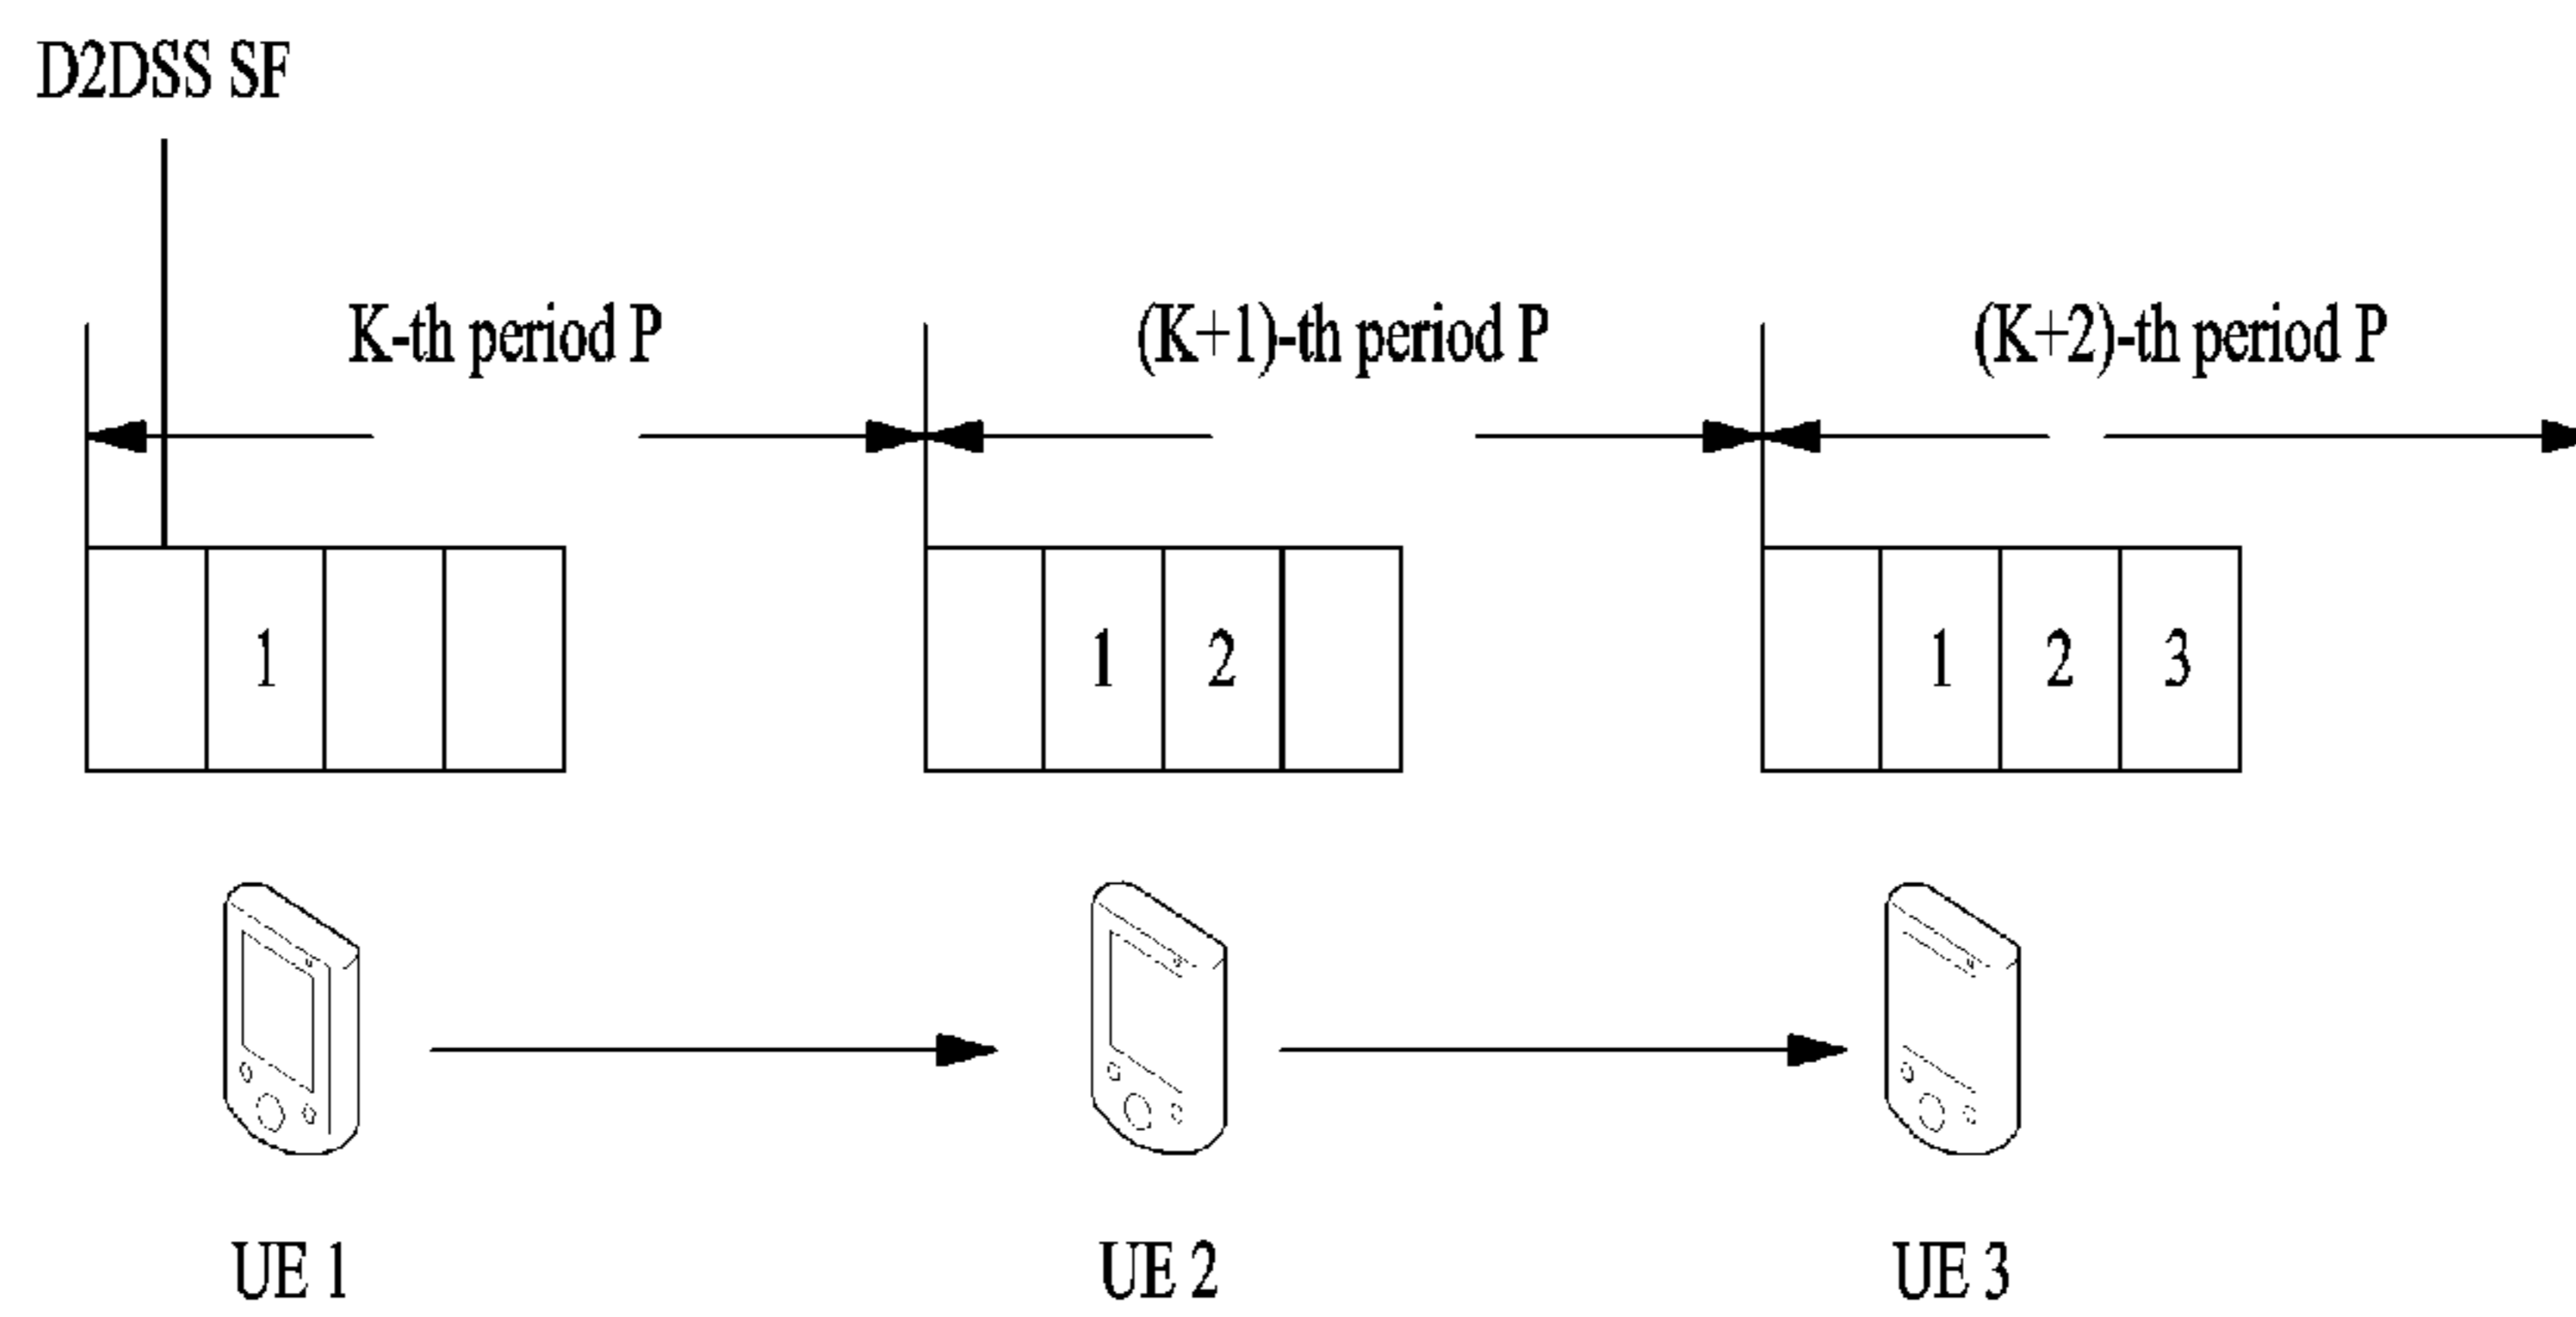 D2DSS SF
K-th period P
(K+1)-th period P
(K+2)-th period P
1
1 2
1 2 3
UE 1
UE 2
UE 3